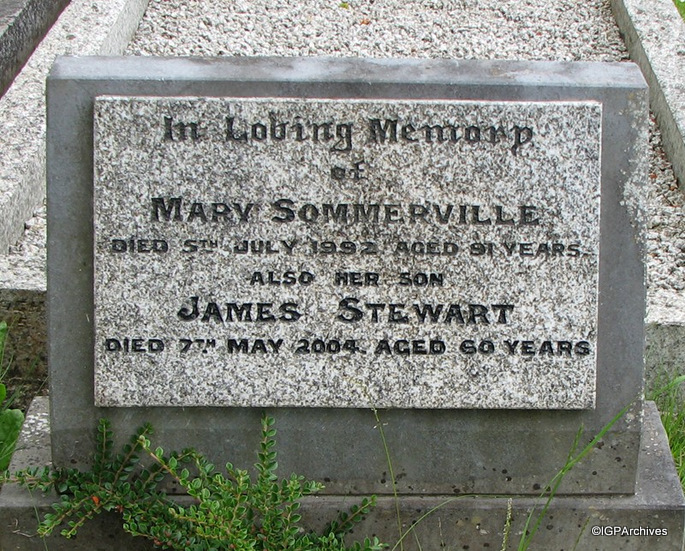 In Loving Memory
of
MARY SOMMERVILLE
DIED 5TH JULY 1992 AGED 91 YEARS.
ALSO HER SON
JAMES STEWART
DIED 7TH MAY 2004. AGED 60 YEARS
©IGPArchives